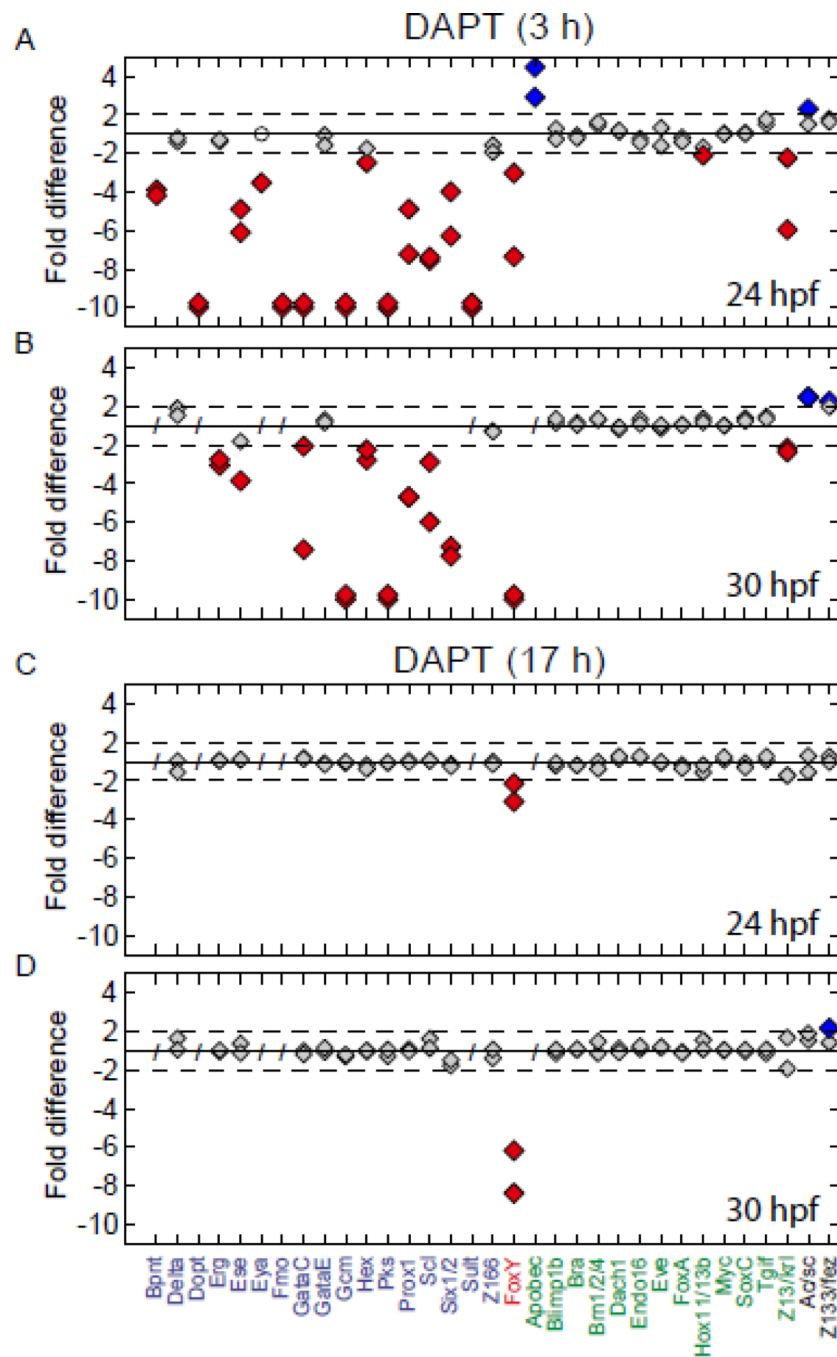 A
DAPT (3 h)
Fold difference
4
2
-2
-4
-6
-8
-10
24 hpf
B
Fold difference
4
2
-2
-4
-6
-8
-10
/ / / / / /
30 hpf
C
DAPT (17 h)
Fold difference
4
2
-2
-4
-6
-8
-10
/ / / / / /
24 hpf
D
Fold difference
4
2
-2
-4
-6
-8
-10
/ / / / / /
30 hpf
Bpnt
Delta
Dopt
Erg
Ese
Eya
Fmo
GataC
GataE
Gcm
Hex
Pks
Prox1
Scl
Six1/2
Sult
Z166
FoxY
Apobec
Blimp1b
Bra
Brn1/2/4
Dach1
Endo16
Eve
FoxA
Hox11/13b
Myc
SoxC
Tgif
Z13/krl
Ac/sc
Z133/fez